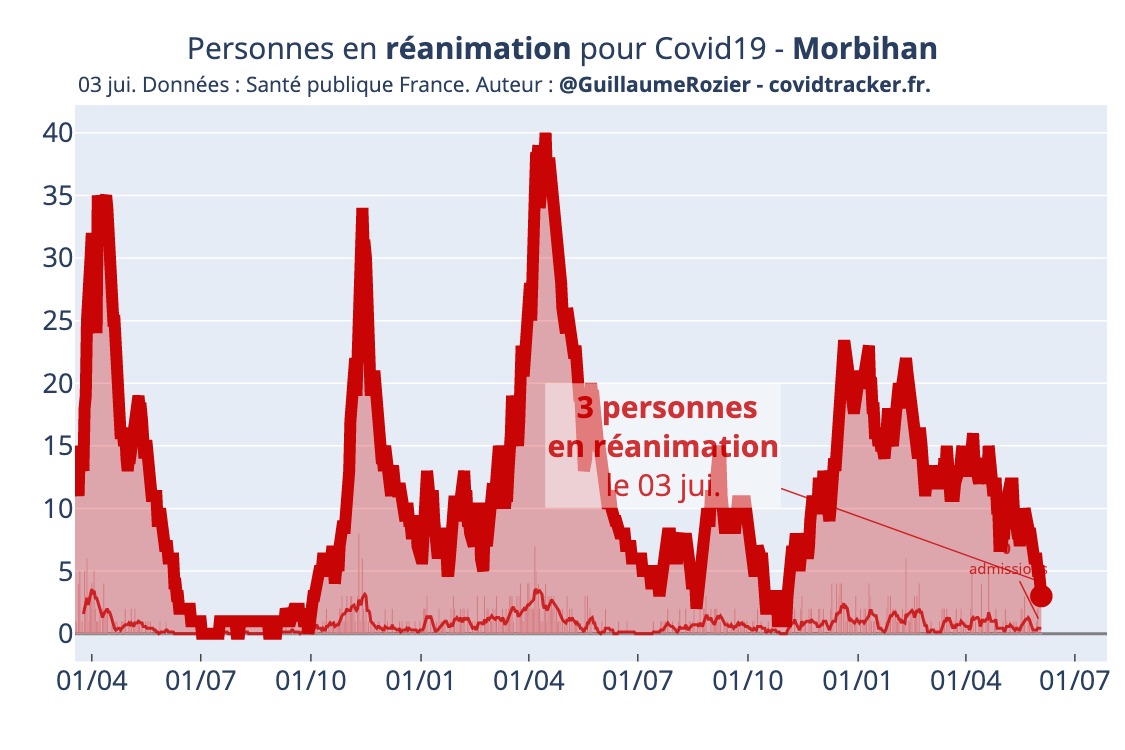 Personnes en réanimation pour Covid19 - Morbihan
03 jui. Données : Santé publique France. Auteur : @GuillaumeRozier - covidtracker.fr.
40
35
30
25
20
15
10
5
0
3 personnes
en réanimation
le 03 jui.
admissions
01/04 01/07 01/10 01/01 01/04 01/07 01/10 01/01 01/04 01/07